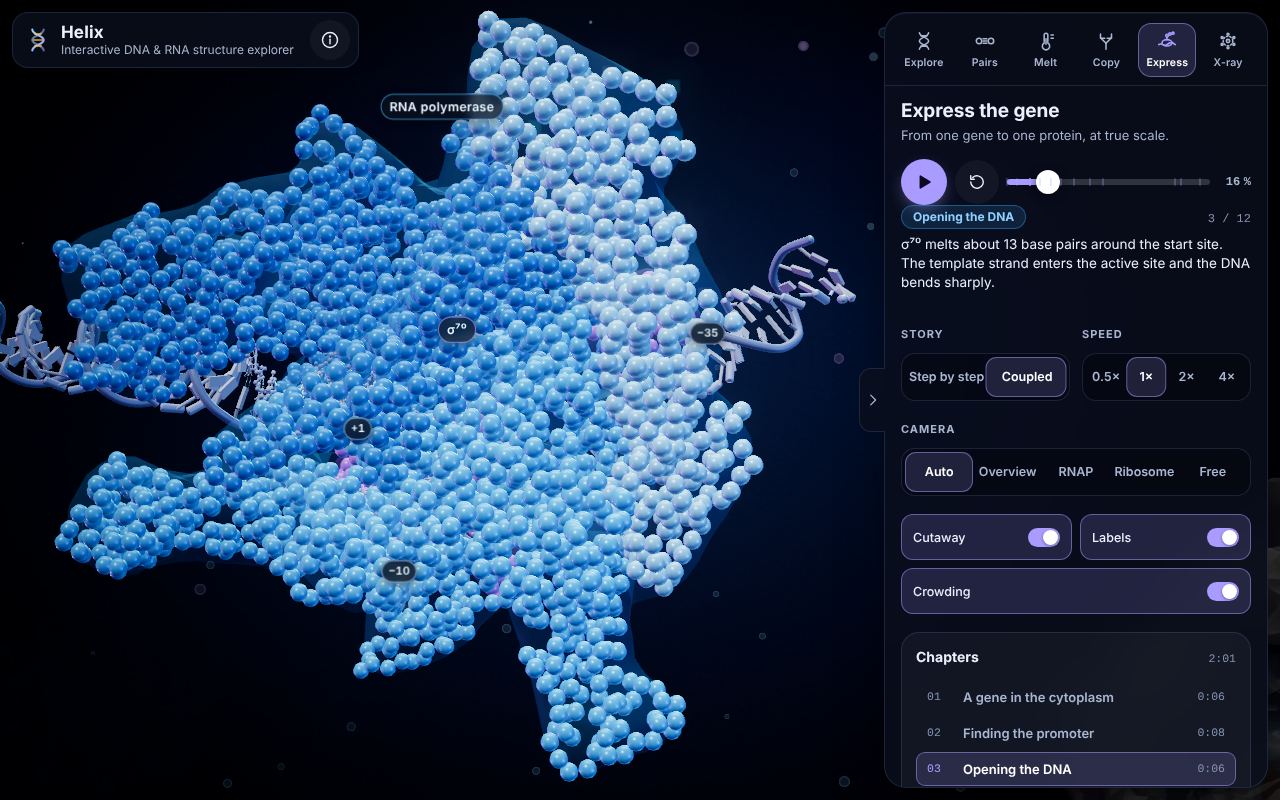 Helix
Interactive DNA & RNA structure explorer
RNA polymerase
σ⁷⁰
−35
+1
−10
Explore
Pairs
Melt
Copy
Express
X-ray
Express the gene
From one gene to one protein, at true scale.
16 %
Opening the DNA
3 / 12
σ⁷⁰ melts about 13 base pairs around the start site.
The template strand enters the active site and the DNA
bends sharply.
STORY
SPEED
Step by step
Coupled
0.5×
1×
2×
4×
CAMERA
Auto
Overview
RNAP
Ribosome
Free
Cutaway
Labels
Crowding
Chapters
2:01
01
A gene in the cytoplasm
0:06
02
Finding the promoter
0:08
03
Opening the DNA
0:06